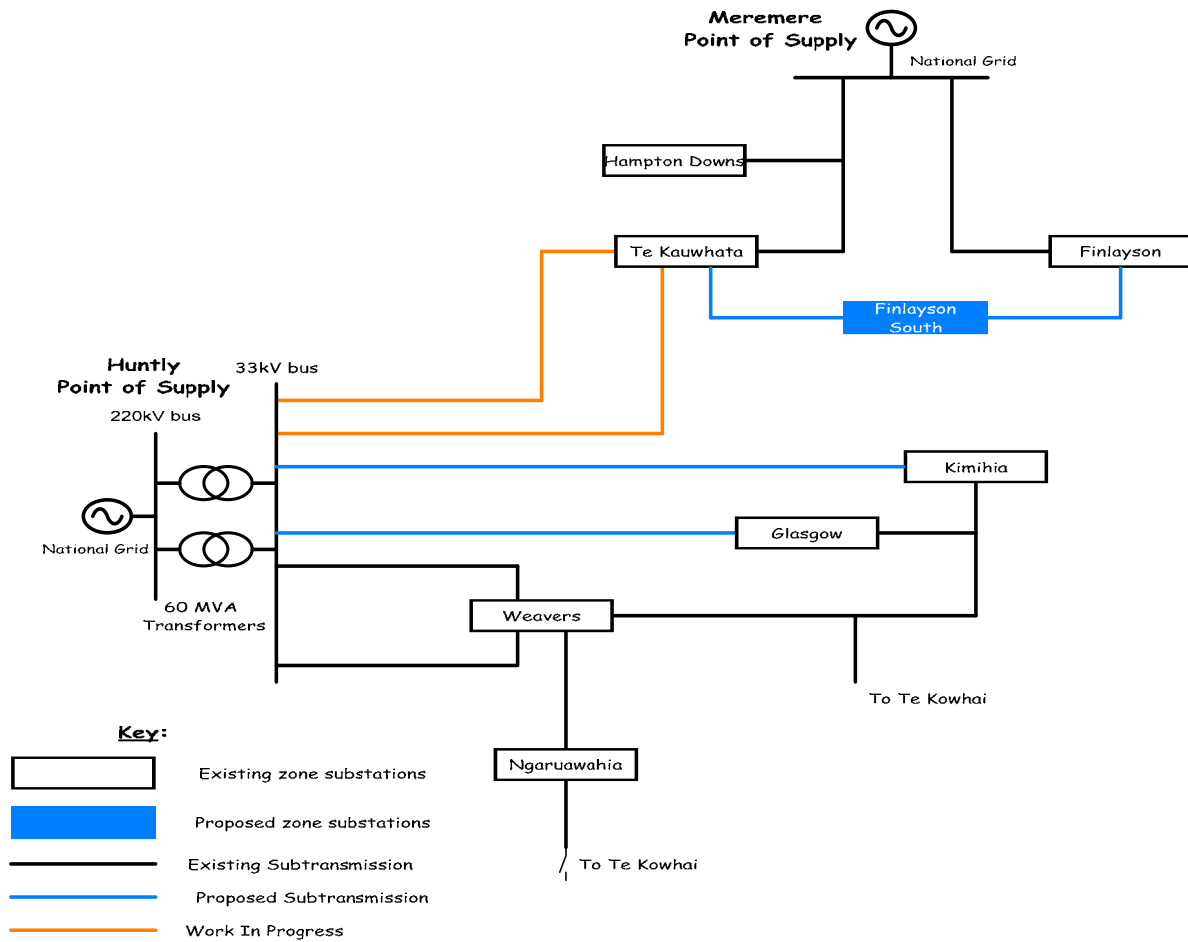 Meremere
Point of Supply
National Grid
Hampton Downs
Te Kauwhata
Finlayson
Finlayson
South
Huntly
Point of Supply
33kV bus
220kV bus
Kimihia
Glasgow
National Grid
60 MVA
Transformers
Weavers
To Te Kowhai
Key:
Ngaruawahia
Existing zone substations
Proposed zone substations
To Te Kowhai
Existing Subtransmission
Proposed Subtransmission
Work In Progress